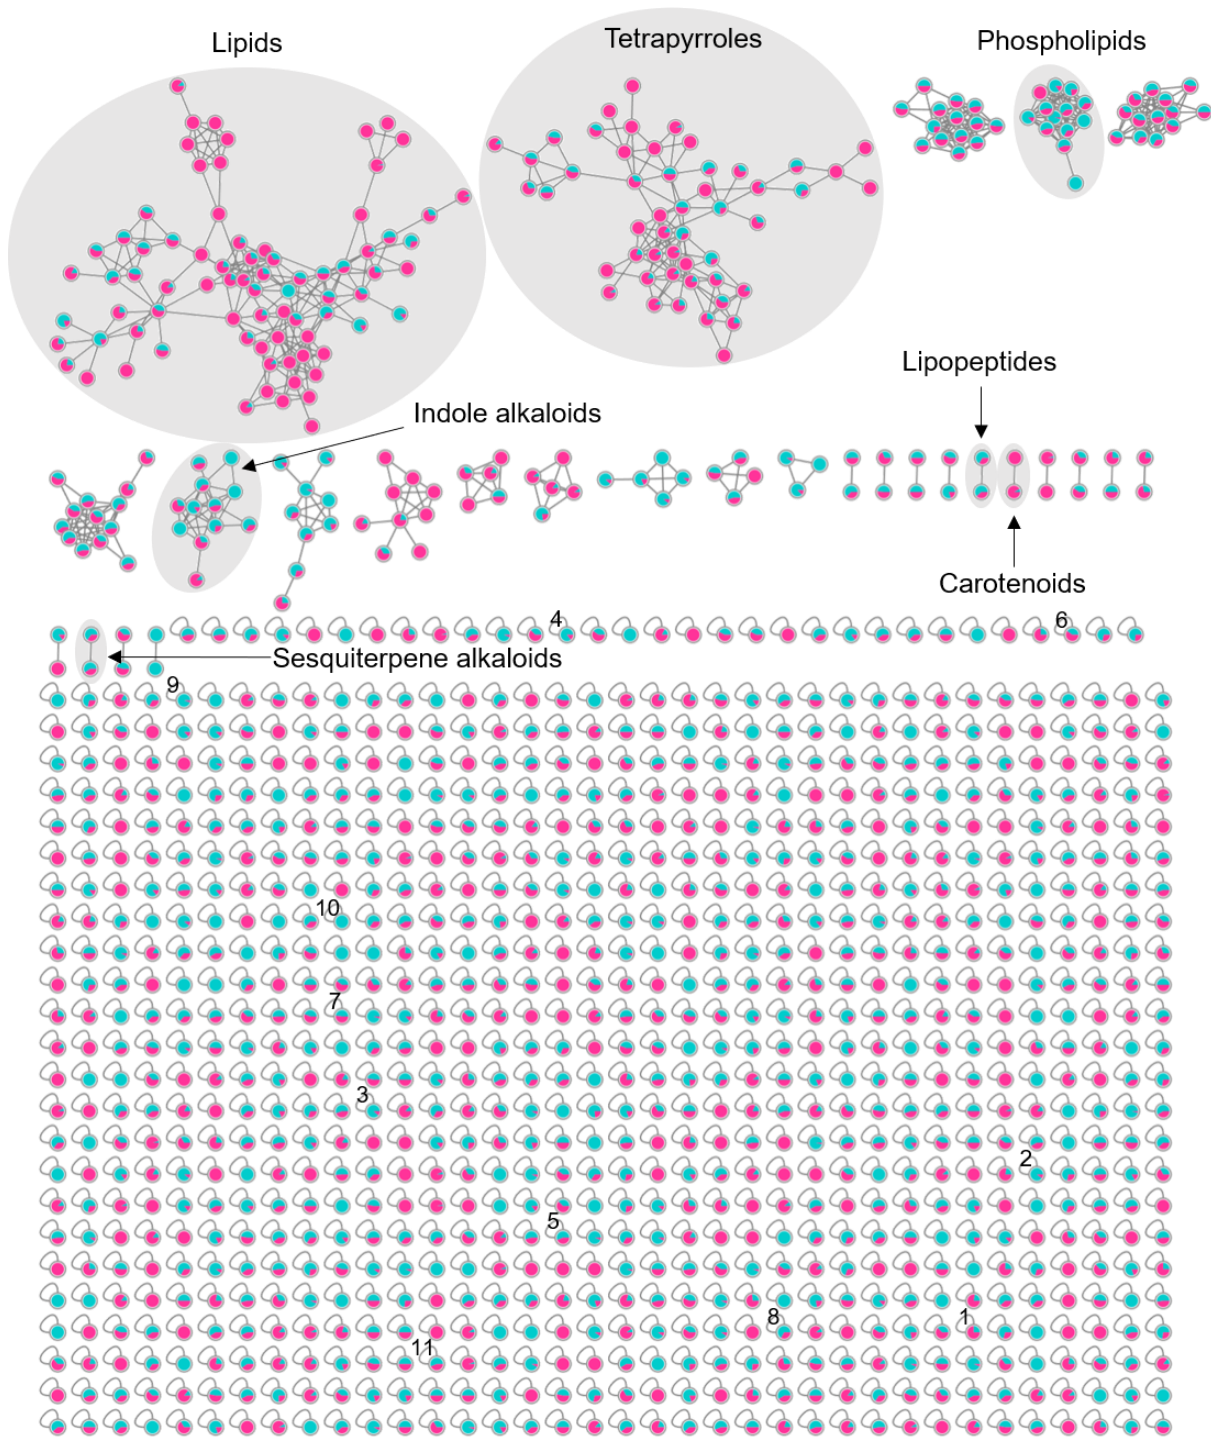 Lipids
Tetrapyrroles
Phospholipids
Lipopeptides
Indole alkaloids
Carotenoids
4
6
Sesquiterpene alkaloids
9
10
7
3
2
5
8
1
11